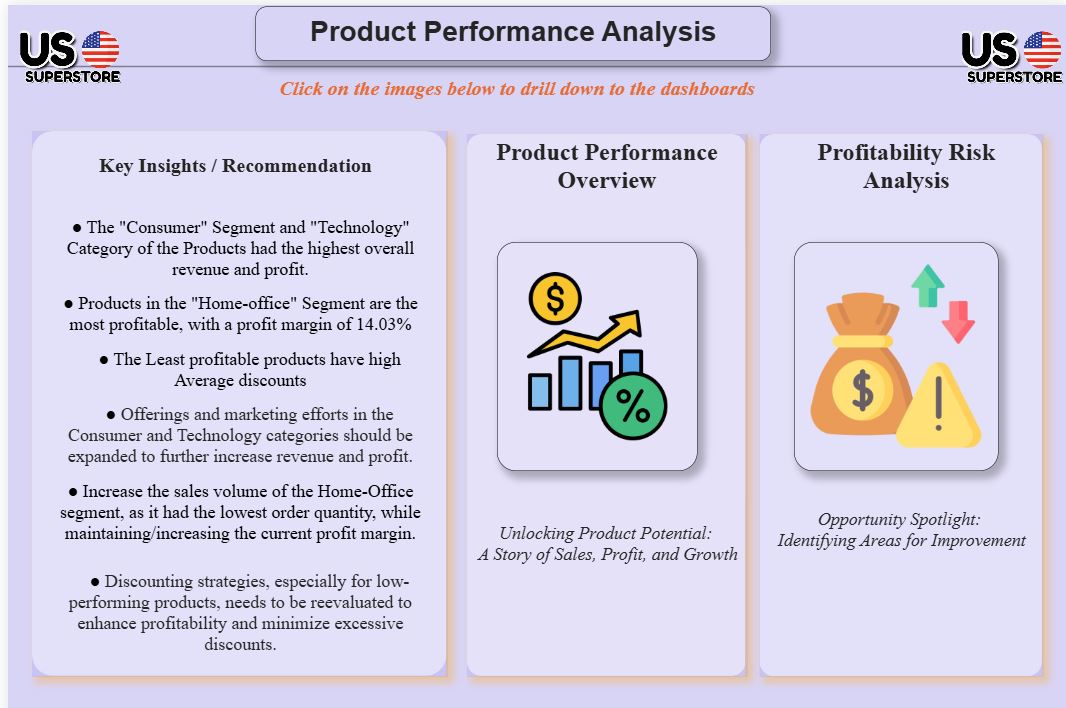 Product Performance Analysis
US
SUPERSTORE
US
SUPERSTORE
Click on the images below to drill down to the dashboards
Key Insights / Recommendation
● The "Consumer" Segment and "Technology"
Category of the Products had the highest overall
revenue and profit.
● Products in the "Home-office" Segment are the
most profitable, with a profit margin of 14.03%
● The Least profitable products have high
Average discounts
● Offerings and marketing efforts in the
Consumer and Technology categories should be
expanded to further increase revenue and profit.
● Increase the sales volume of the Home-Office
segment, as it had the lowest order quantity, while
maintaining/increasing the current profit margin.
● Discounting strategies, especially for low-
performing products, needs to be reevaluated to
enhance profitability and minimize excessive
discounts.
Product Performance
Overview
$
%
Unlocking Product Potential:
A Story of Sales, Profit, and Growth
Profitability Risk
Analysis
$
!
Opportunity Spotlight:
Identifying Areas for Improvement